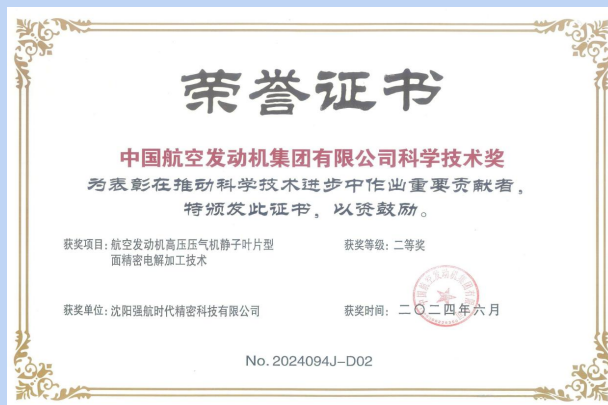 荣誉证书
中国航空发动机集团有限公司科学技术奖
为表彰在推动科学技术进步中作出重要贡献者，
特颁发此证书，以资鼓励。
获奖项目：航空发动机高压压气机静子叶片型
面精密电解加工技术
获奖等级：二等奖
获奖单位：沈阳强航时代精密科技有限公司
获奖时间：二〇二四年六月
No. 2024094J-D02